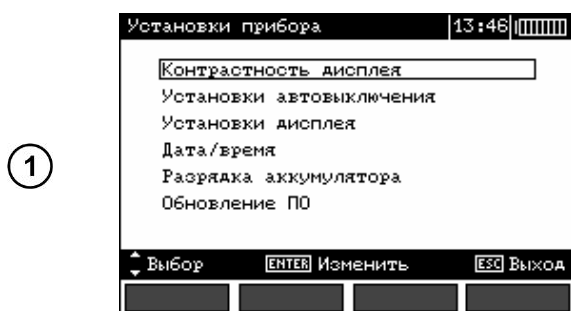 Установки прибора 13:46
Контрастность дисплея
Установки автовыключения
Установки дисплея
Дата/время
1
Разрядка аккумулятора
Обновление ПО
Выбор ENTER Изменить ESC Выход